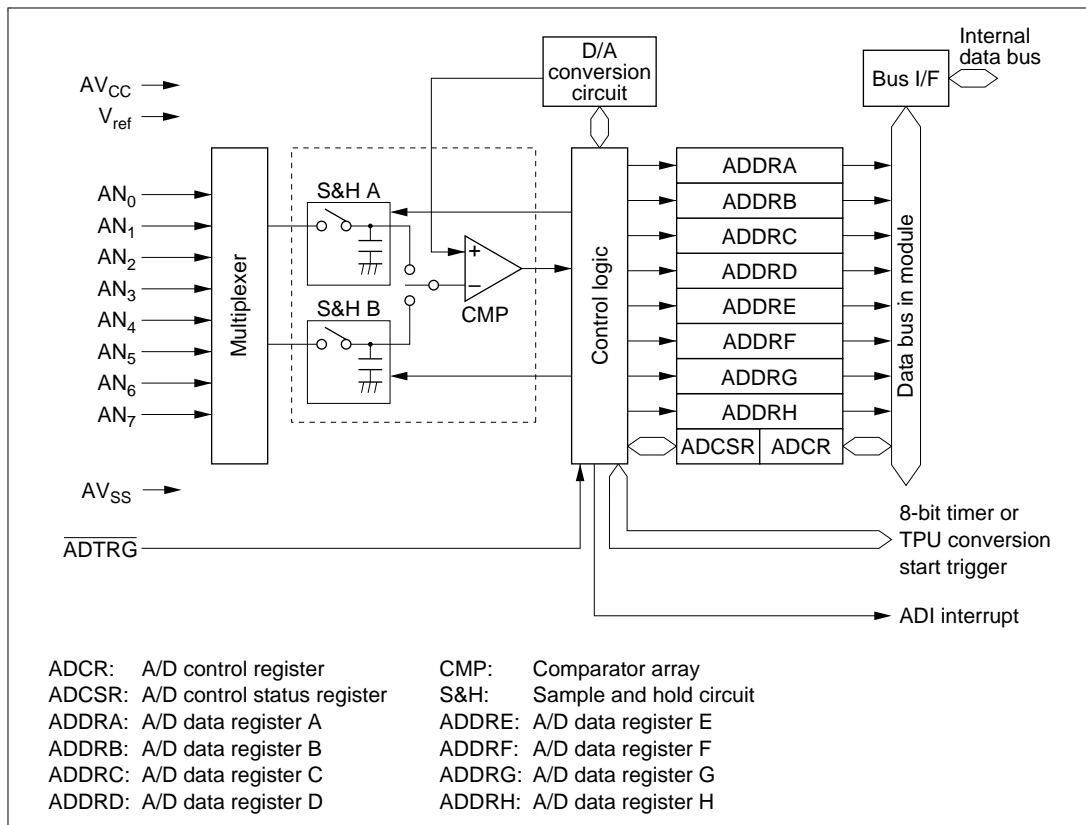 D/A
conversion
circuit
Internal
data bus
Bus I/F
AVCC
Vref
AN0
AN1
AN2
AN3
AN4
AN5
AN6
AN7
AVSS
ADTRG
Multiplexer
S&H A
S&H B
+
−
CMP
Control logic
ADDRA
ADDRB
ADDRC
ADDRD
ADDRE
ADDRF
ADDRG
ADDRH
ADCSR ADCR
Data bus in module
8-bit timer or
TPU conversion
start trigger
ADI interrupt
ADCR: A/D control register
ADCSR: A/D control status register
ADDRA: A/D data register A
ADDRB: A/D data register B
ADDRC: A/D data register C
ADDRD: A/D data register D
CMP: Comparator array
S&H: Sample and hold circuit
ADDRE: A/D data register E
ADDRF: A/D data register F
ADDRG: A/D data register G
ADDRH: A/D data register H